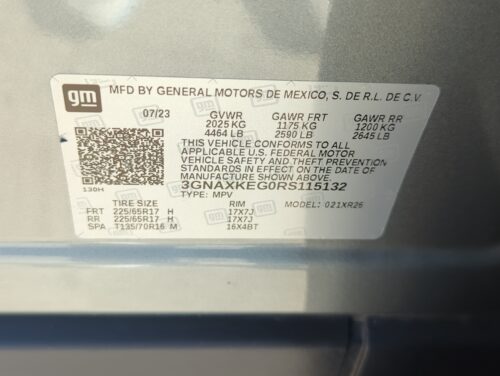 gm
MFD BY GENERAL MOTORS DE MEXICO, S. DE R.L. DE C.V.
07/23 GVWR GAWR FRT GAWR RR
2025 KG 1175 KG 1200 KG
4464 LB 2590 LB 2645 LB
THIS VEHICLE CONFORMS TO ALL
APPLICABLE U.S. FEDERAL MOTOR
VEHICLE SAFETY, BUMPER, AND THEFT PREVENTION
STANDARDS IN EFFECT ON THE DATE OF
MANUFACTURE SHOWN ABOVE.
3GNAXKEG0RS115132
130H TYPE: MPV MODEL: 021XR26
TIRE SIZE RIM
FRT 225/65R17 H 17X7J
RR 225/65R17 H 17X7J
SPA T135/70R16 M 16X4BT